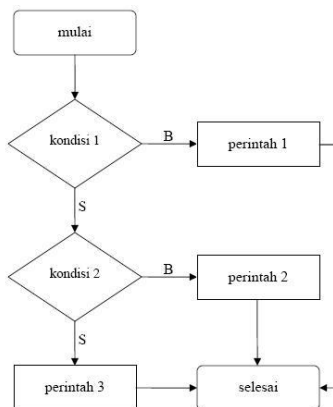 mulai
kondisi 1
B
perintah 1
S
kondisi 2
B
perintah 2
S
perintah 3
selesai